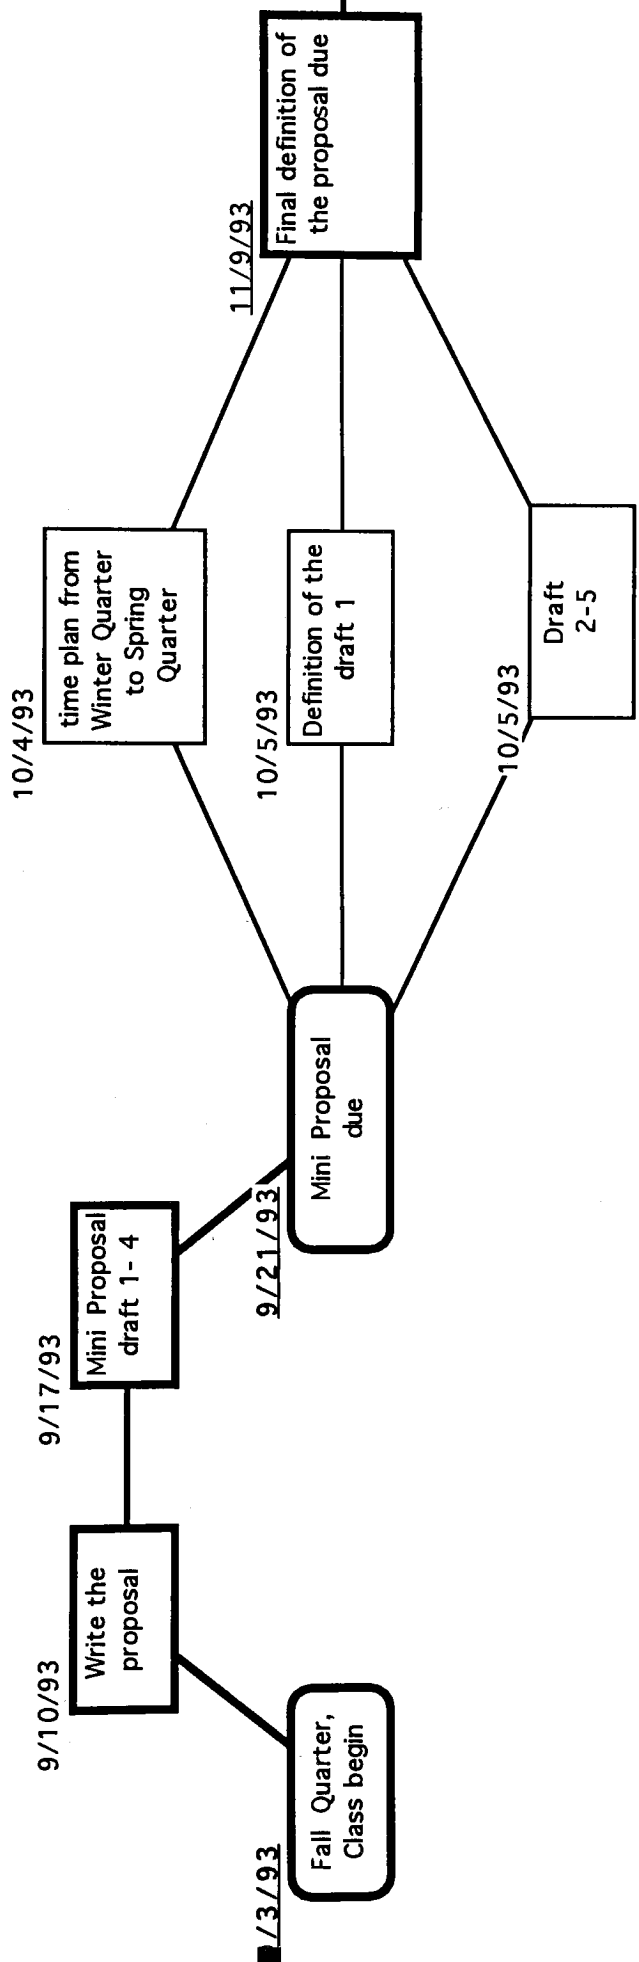 /3/93
Fall Quarter,
Class begin
9/10/93
Write the
proposal
9/17/93
Mini Proposal
draft 1- 4
9/21/93
Mini Proposal
due
10/4/93
time plan from
Winter Quarter
to Spring
Quarter
10/5/93
Definition of the
draft 1
10/5/93
Draft
2-5
11/9/93
Final definition of
the proposal due